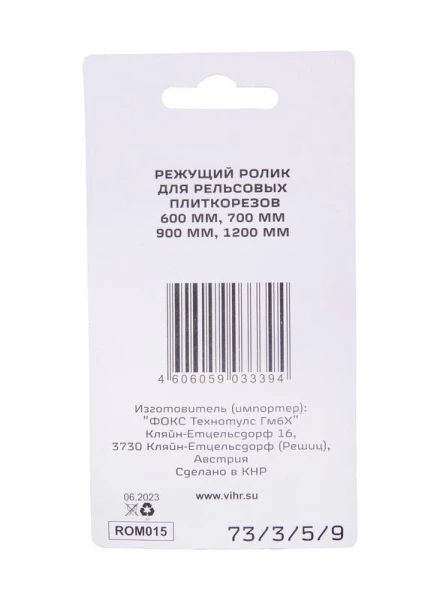 РЕЖУЩИЙ РОЛИК
ДЛЯ РЕЛЬСОВЫХ
ПЛИТКОРЕЗОВ
600 ММ, 700 ММ
900 ММ, 1200 ММ
4 606059 033394
Изготовитель (импортер):
"ФОКС Технотулс ГмбХ"
Кляйн-Етцельсдорф 16,
3730 Кляйн-Етцельсдорф (Решиц),
Австрия
Сделано в КНР
06.2023
www.vihr.su
ROM015
73/3/5/9